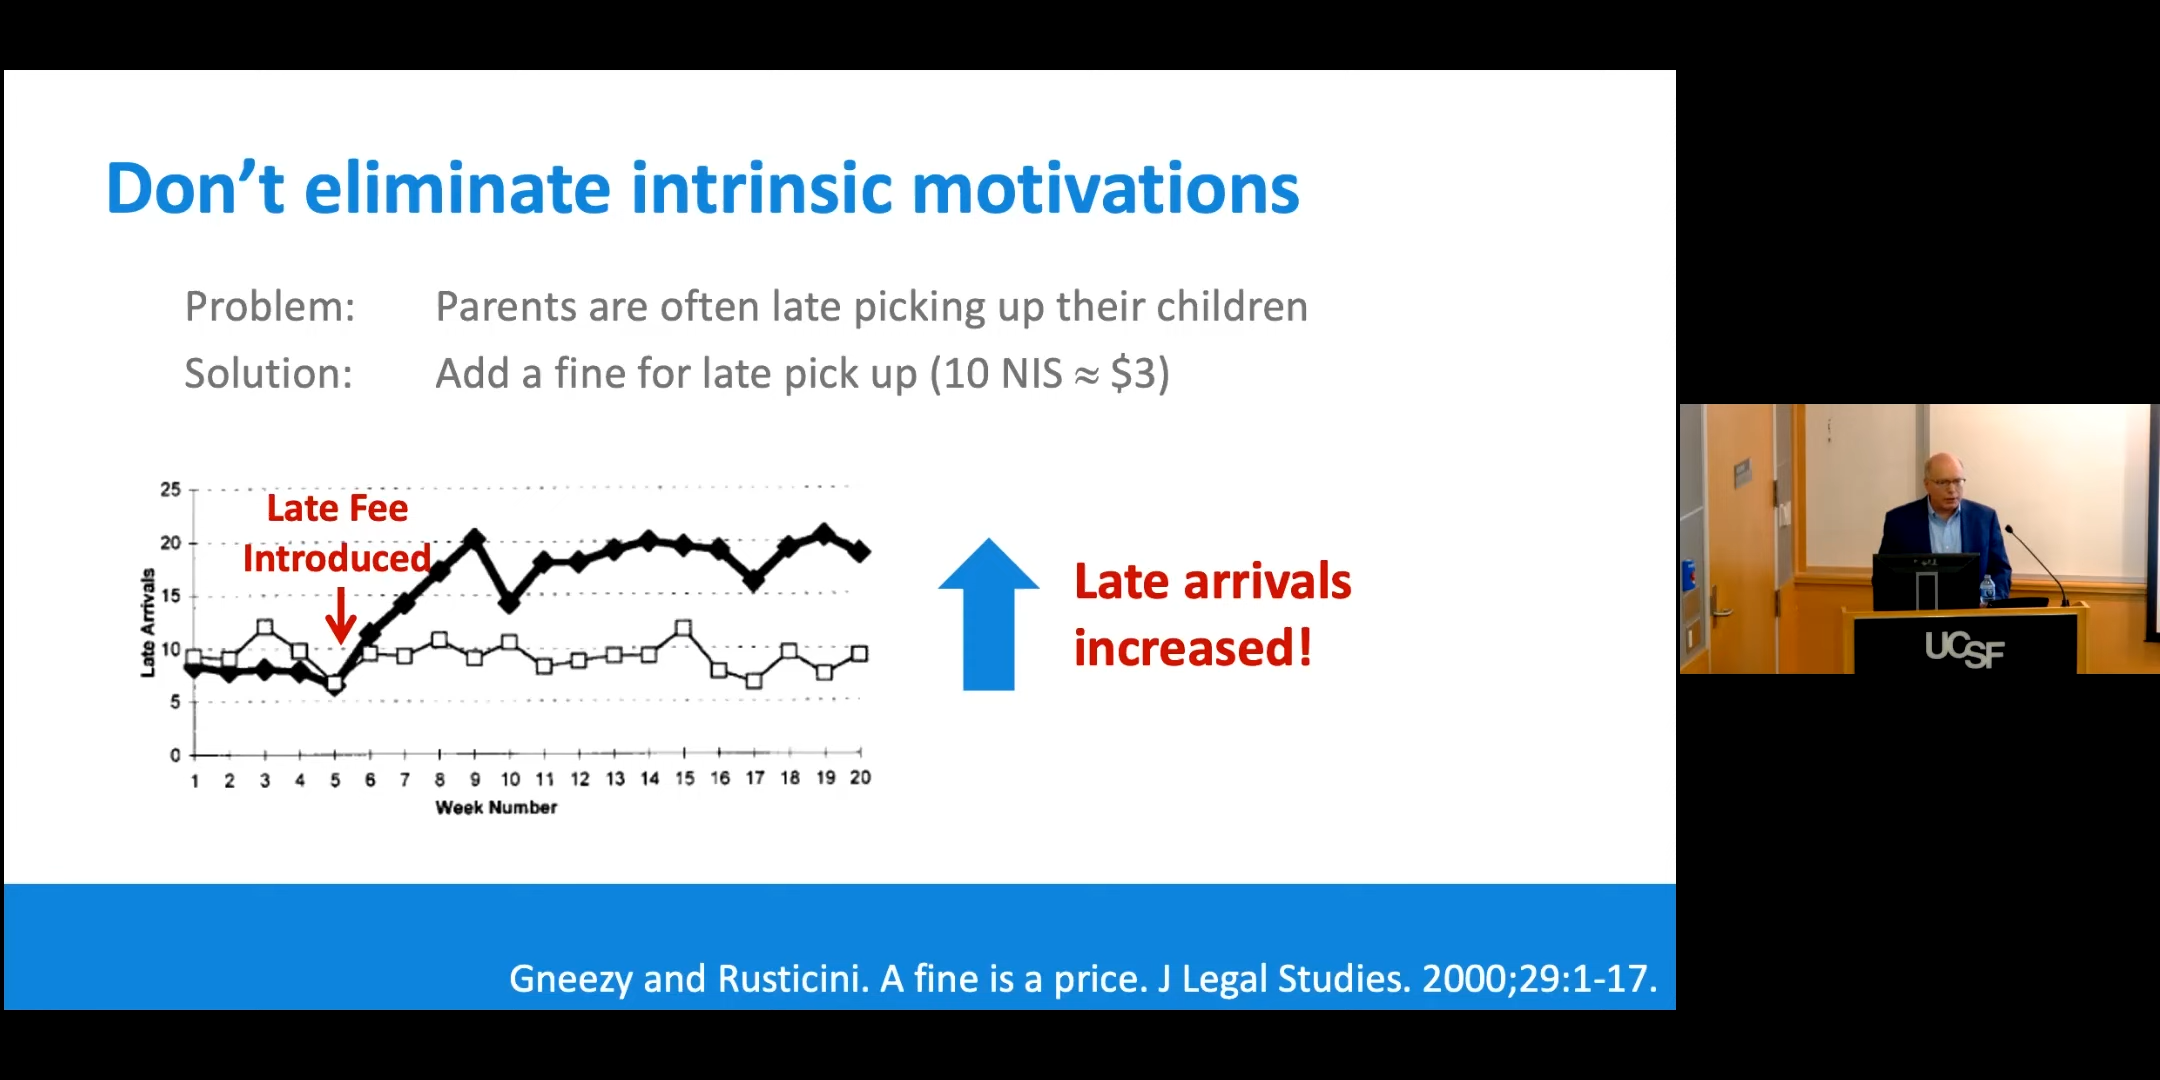 Don’t eliminate intrinsic motivations
Problem: Parents are often late picking up their children
Solution: Add a fine for late pick up (10 NIS ≈ $3)
Late Fee
Introduced
25
20
15
10
5
0
Late Arrivals
1 2 3 4 5 6 7 8 9 10 11 12 13 14 15 16 17 18 19 20
Week Number
Late arrivals
increased!
Gneezy and Rusticini. A fine is a price. J Legal Studies. 2000;29:1-17.
UCSF